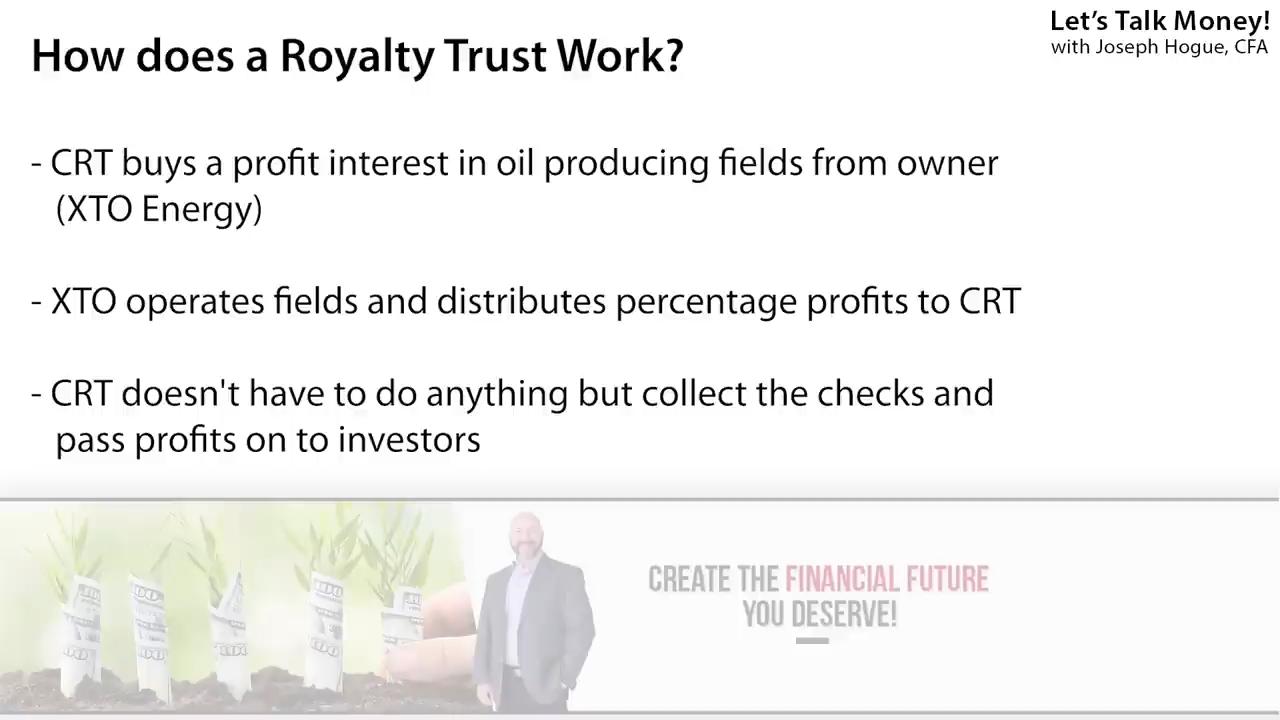 Let's Talk Money!
with Joseph Hogue, CFA
How does a Royalty Trust Work?
- CRT buys a profit interest in oil producing fields from owner
(XTO Energy)
- XTO operates fields and distributes percentage profits to CRT
- CRT doesn't have to do anything but collect the checks and
pass profits on to investors
CREATE THE FINANCIAL FUTURE
YOU DESERVE!